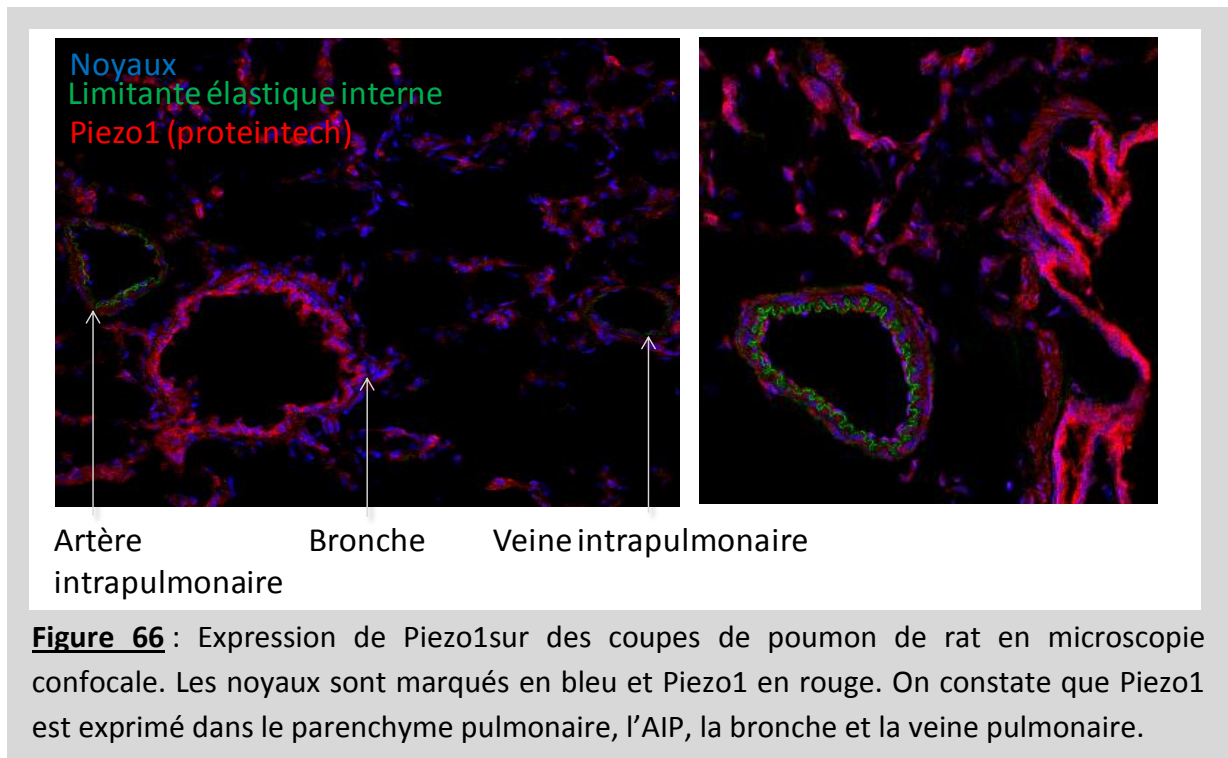 Noyaux
Limitante élastique interne
Piezo1 (proteintech)
Artère
intrapulmonaire
Bronche
Veine intrapulmonaire
Figure 66 : Expression de Piezo1sur des coupes de poumon de rat en microscopie
confocale. Les noyaux sont marqués en bleu et Piezo1 en rouge. On constate que Piezo1
est exprimé dans le parenchyme pulmonaire, l’AIP, la bronche et la veine pulmonaire.